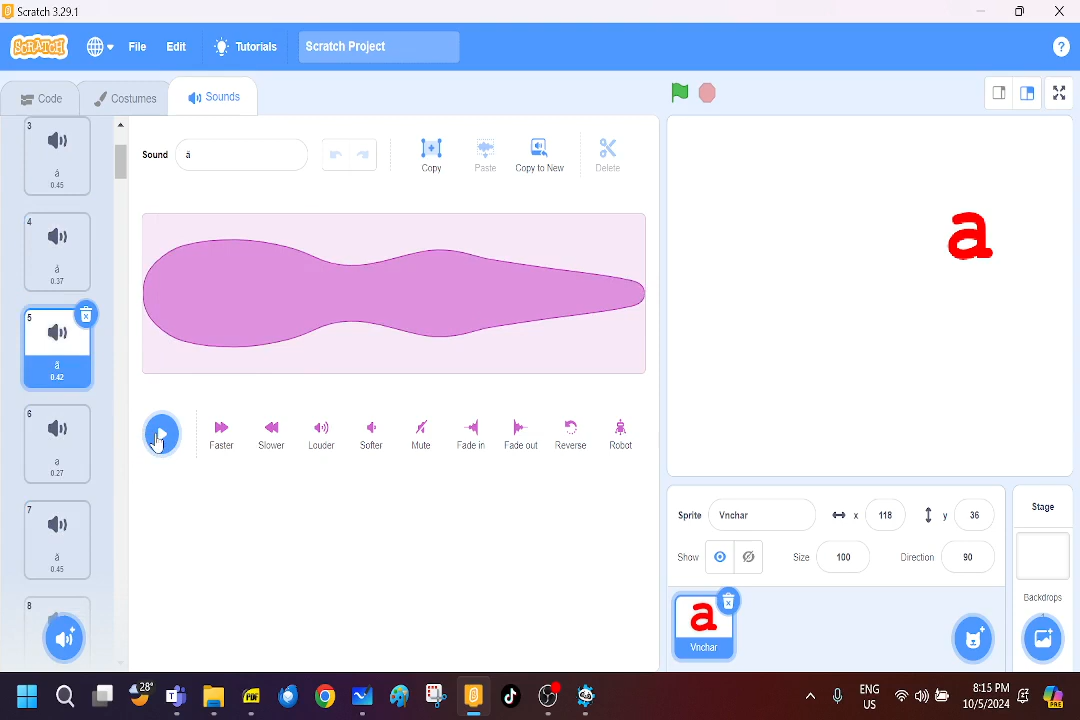 Scratch 3.29.1
SCRATCH File Edit Tutorials Scratch Project ?
Code Costumes Sounds
Sound ã Copy Paste Copy to New Delete
3
0.45
4
0.37
5
ã
0.42
6
a
0.27
7
0.45
8
Faster Slower Louder Softer Mute Fade in Fade out Reverse Robot
a
Sprite Vnchar x 118 y 36
Show Size 100 Direction 90
a
Vnchar
Stage
Backdrops
28°
PDF
ENG
US
8:15 PM
10/5/2024
PRE